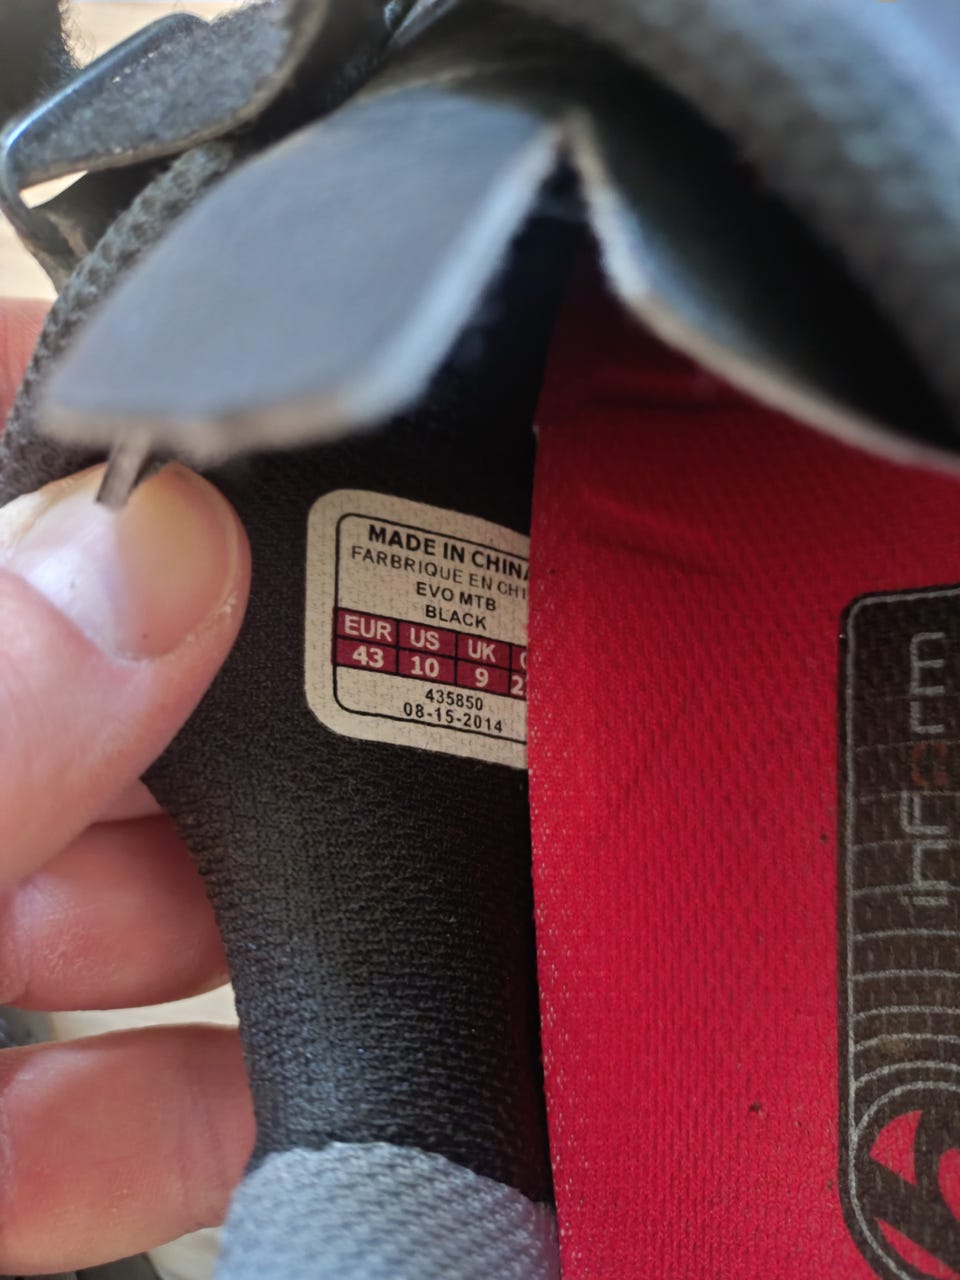 MADE IN CHINA
FARBRIQUE EN CHI
EVO MTB
BLACK
EUR US UK
43 10 9 2
435850
08-15-2014